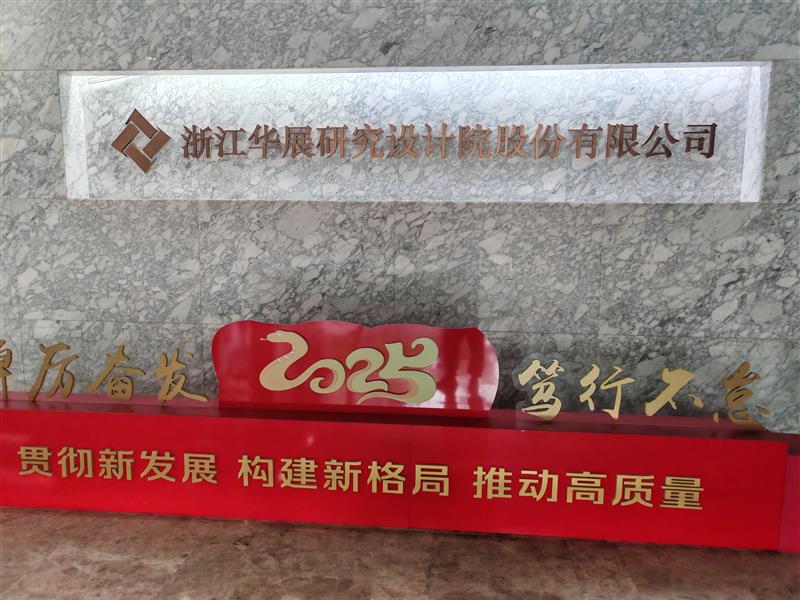 浙江华展研究设计院股份有限公司
厉奋发 2025 笃行不怠
贯彻新发展 构建新格局 推动高质量